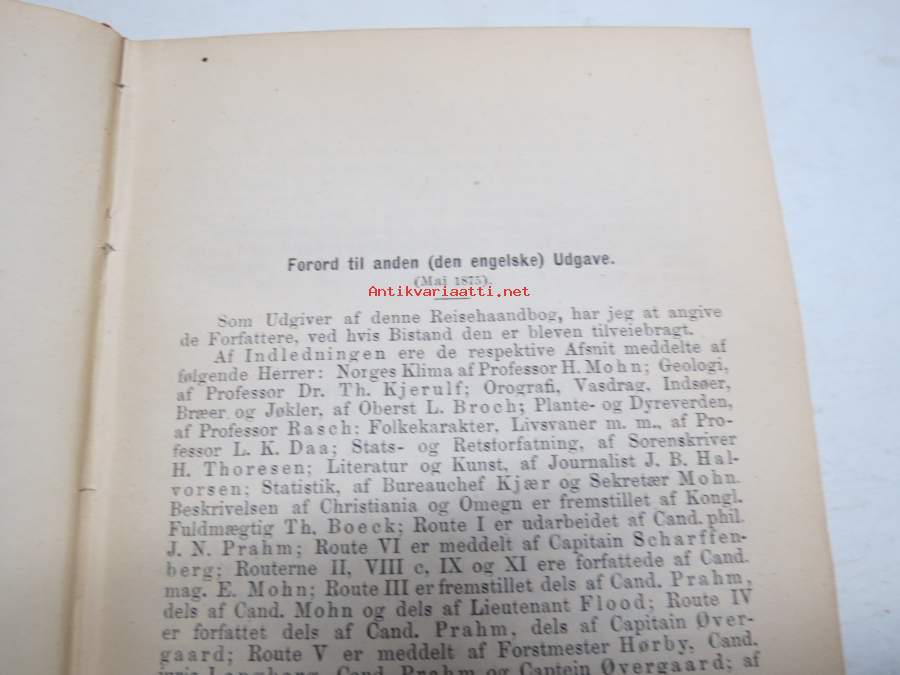 Forord til anden (den engelske) Udgave.
(Maj 1875).
Antikvariaatti.net
Som Udgiver af denne Reisehaandbog, har jeg at angive
de Forfattere, ved hvis Bistand den er bleven tilveiebragt.
Af Indledningen ere de respektive Afsnit meddelte af
følgende Herrer: Norges Klima af Professor H. Mohn; Geologi,
af Professor Dr. Th. Kjerulf; Orografi, Vasdrag, Indsøer,
Bræer og Jøkler, af Oberst L. Broch; Plante- og Dyreverden,
af Professor Rasch: Folkekarakter, Livsvaner m. m., af Pro-
fessor L. K. Daa; Stats- og Retsforfatning, af Sorenskriver
H. Thoresen; Literatur og Kunst, af Journalist J. B. Hal-
vorsen; Statistik, af Bureauchef Kjær og Sekretær Mohn.
Beskrivelsen af Christiania og Omegn er fremstillet af Kongl.
Fuldmægtig Th. Boeck; Route I er udarbeidet af Cand. phil.
J. N. Prahm; Route VI er meddelt af Capitain Scharffen-
berg; Routerne II, VIII c, IX og XI ere forfattede af Cand.
mag. E. Mohn; Route III er fremstillet dels af Cand. Prahm,
dels af Cand. Mohn og dels af Lieutenant Flood; Route IV
er forfattet dels af Cand. Prahm, dels af Capitain Øver-
gaard; Route V er meddelt af Forstmester Hørby, Cand.
Cand. Prahm og Captein Øvergaard; af